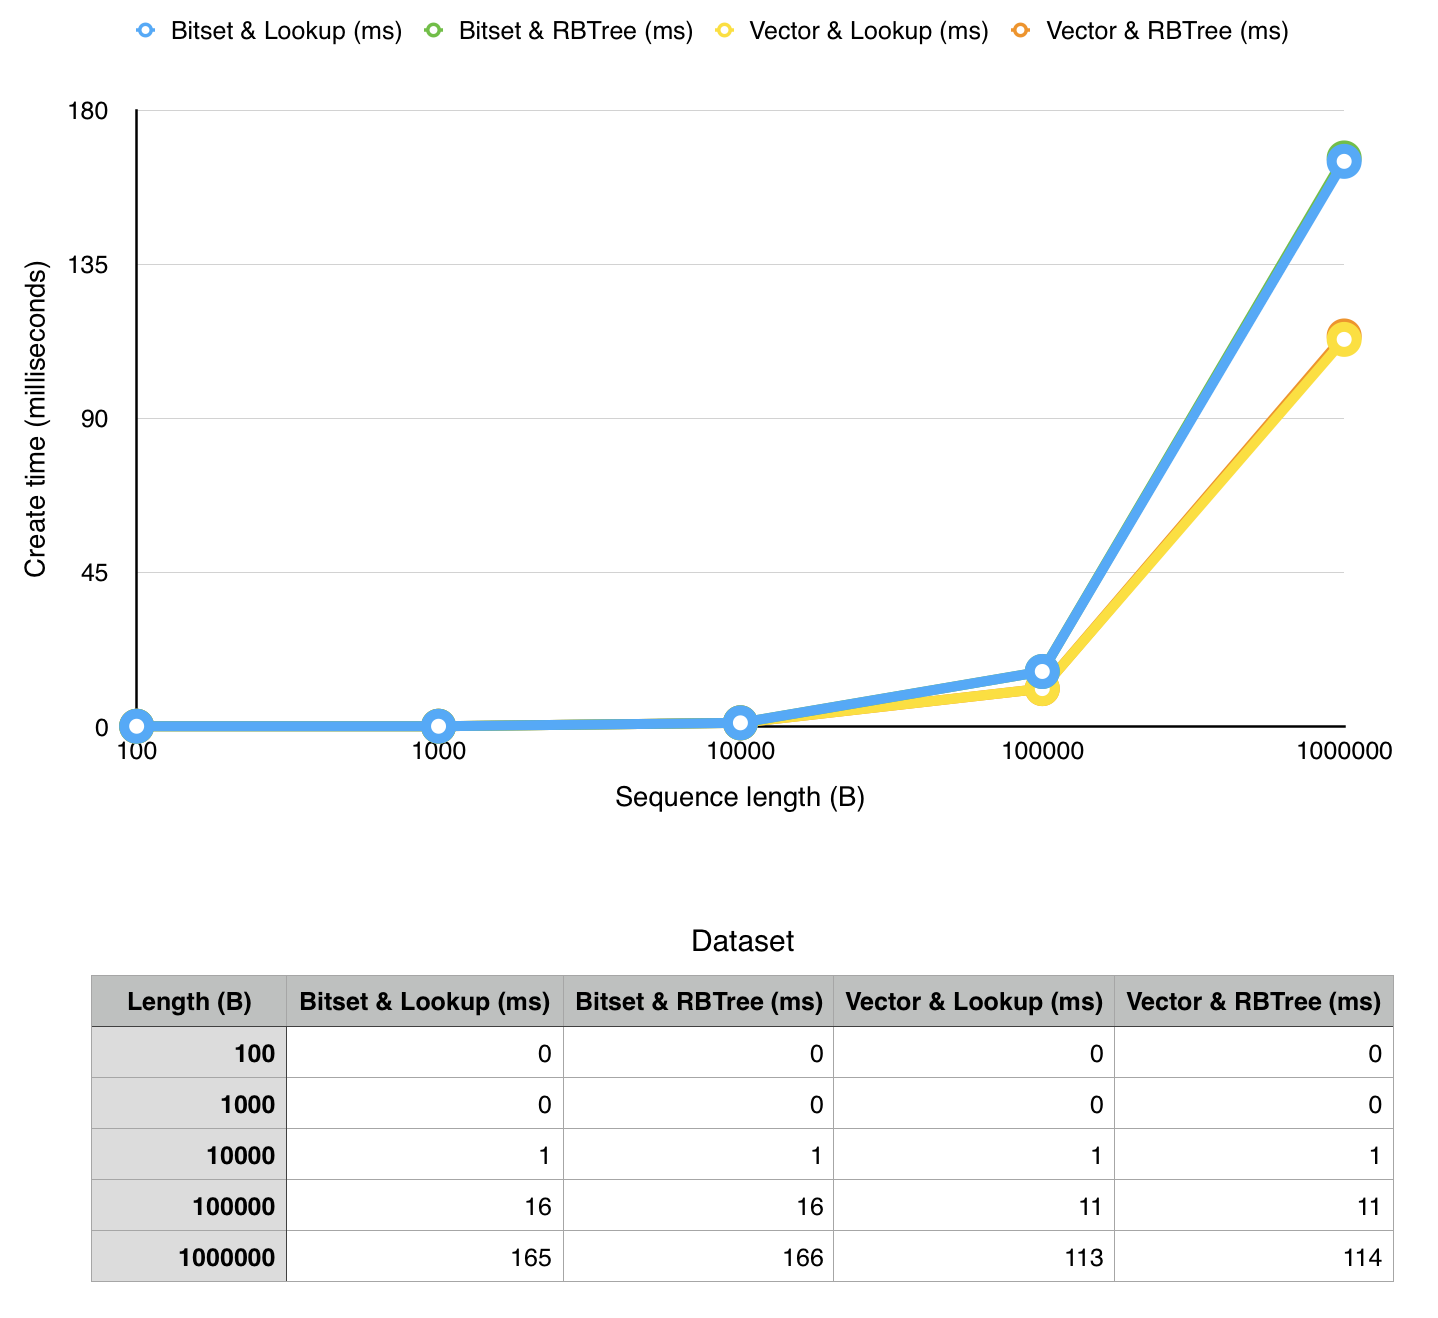 Bitset & Lookup (ms) Bitset & RBTree (ms) Vector & Lookup (ms) Vector & RBTree (ms)
180
135
90
45
0
Create time (milliseconds)
100 1000 10000 100000 1000000
Sequence length (B)
Dataset
Length (B) Bitset & Lookup (ms) Bitset & RBTree (ms) Vector & Lookup (ms) Vector & RBTree (ms)
100 0 0 0 0
1000 0 0 0 0
10000 1 1 1 1
100000 16 16 11 11
1000000 165 166 113 114